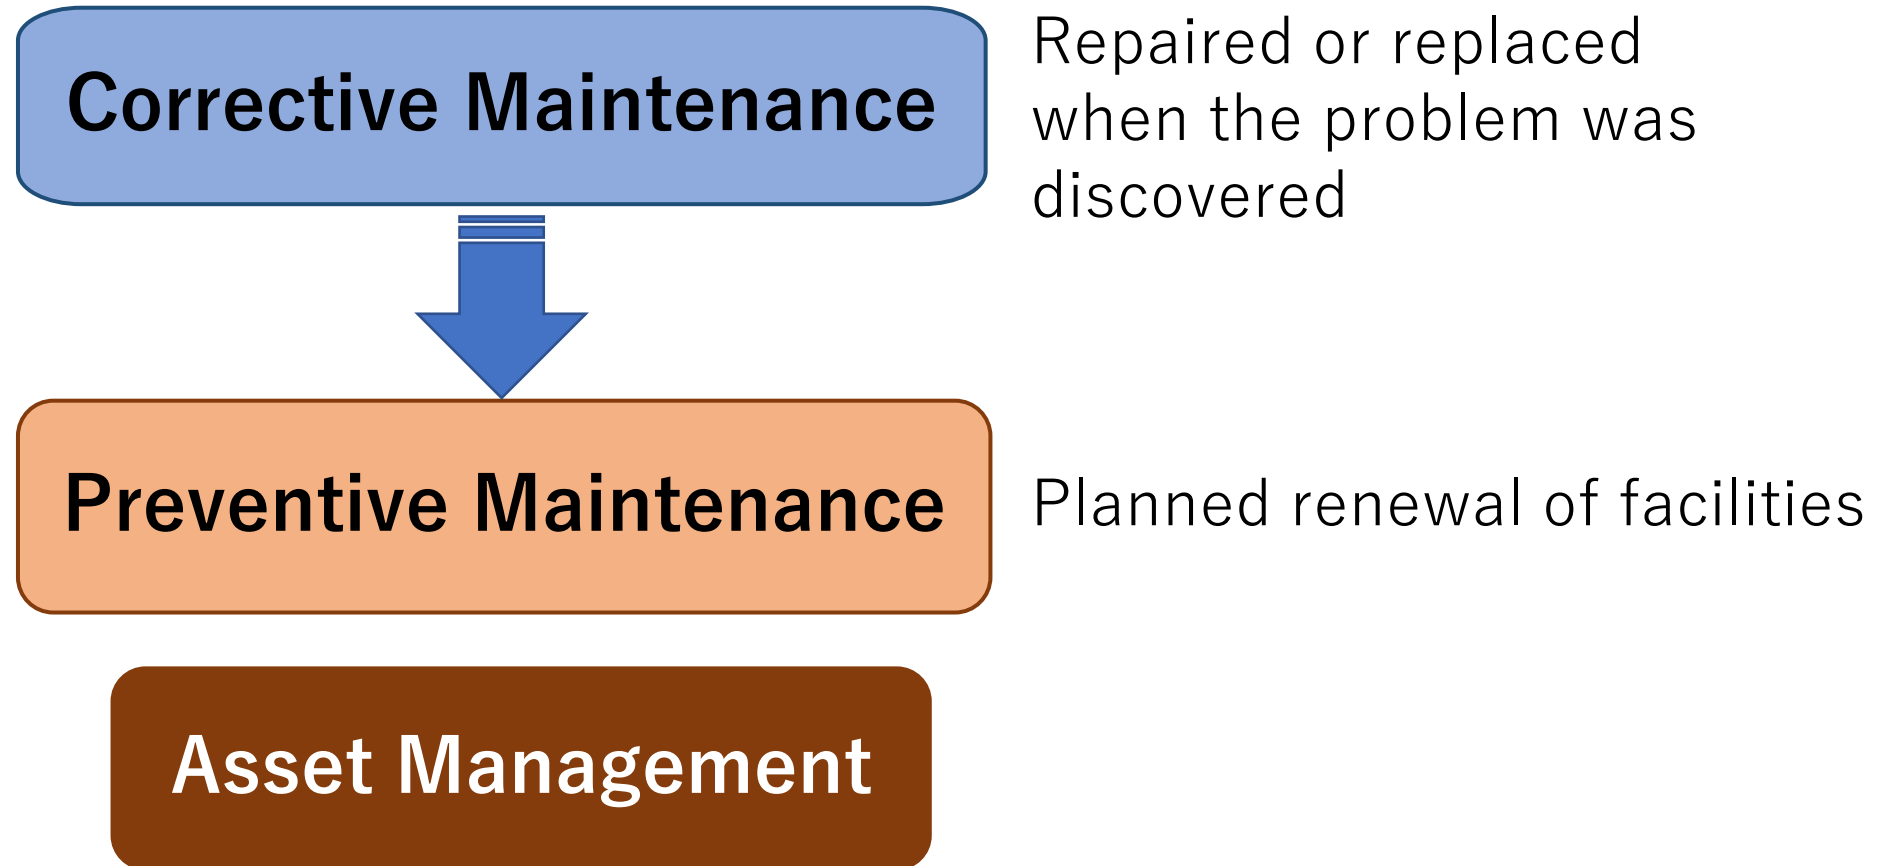 Corrective Maintenance
Repaired or replaced
when the problem was
discovered
Preventive Maintenance
Planned renewal of facilities
Asset Management